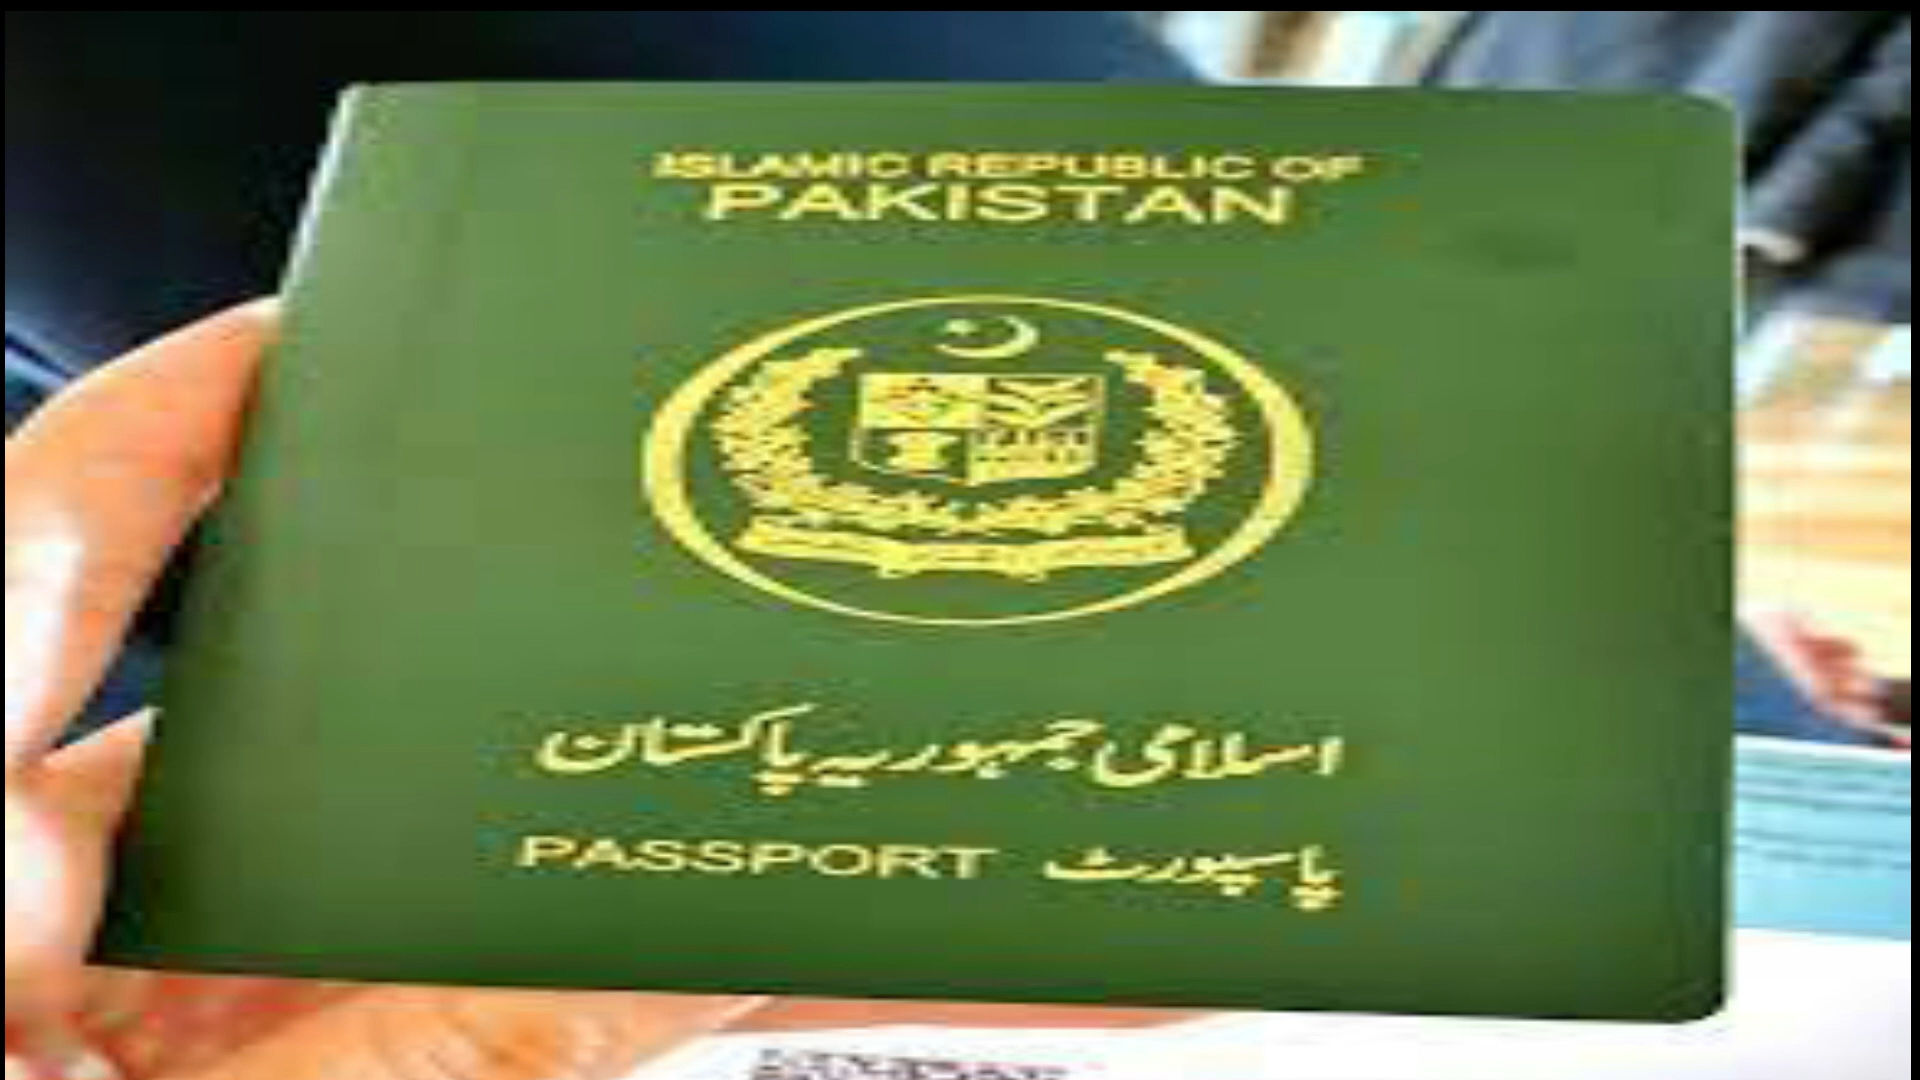 ISLAMIC REPUBLIC OF
PAKISTAN
اسلامی جمہوریہ پاکستان
PASSPORT پاسپورٹ